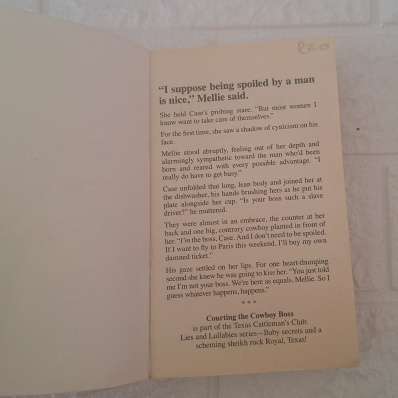 "I suppose being spoiled by a man
is nice," Mellie said.
She held Case's probing stare. "But most women I
know want to take care of themselves."
For the first time, she saw a shadow of cynicism on his
face.
Mellie stood abruptly, feeling out of her depth and
alarmingly sympathetic toward the man who'd been
born and reared with every possible advantage. "I
really do have to get busy."
Case unfolded that long, lean body and joined her at
the dishwasher, his hands brushing hers as he put his
plate alongside her cup. "Is your boss such a slave
driver?" he muttered.
They were almost in an embrace, the counter at her
back and one big, contrary cowboy planted in front of
her. "I'm the boss, Case. And I don't need to be spoiled.
If I want to fly to Paris this weekend, I'll buy my own
damned ticket."
His gaze settled on her lips. For one heart-thumping
second she knew he was going to kiss her. "You just told
me I'm not your boss. We're here as equals, Mellie. So I
guess whatever happens, happens."
* * *
Courting the Cowboy Boss
is part of the Texas Cattleman's Club:
Lies and Lullabies series—Baby secrets and a
scheming sheikh rock Royal, Texas!